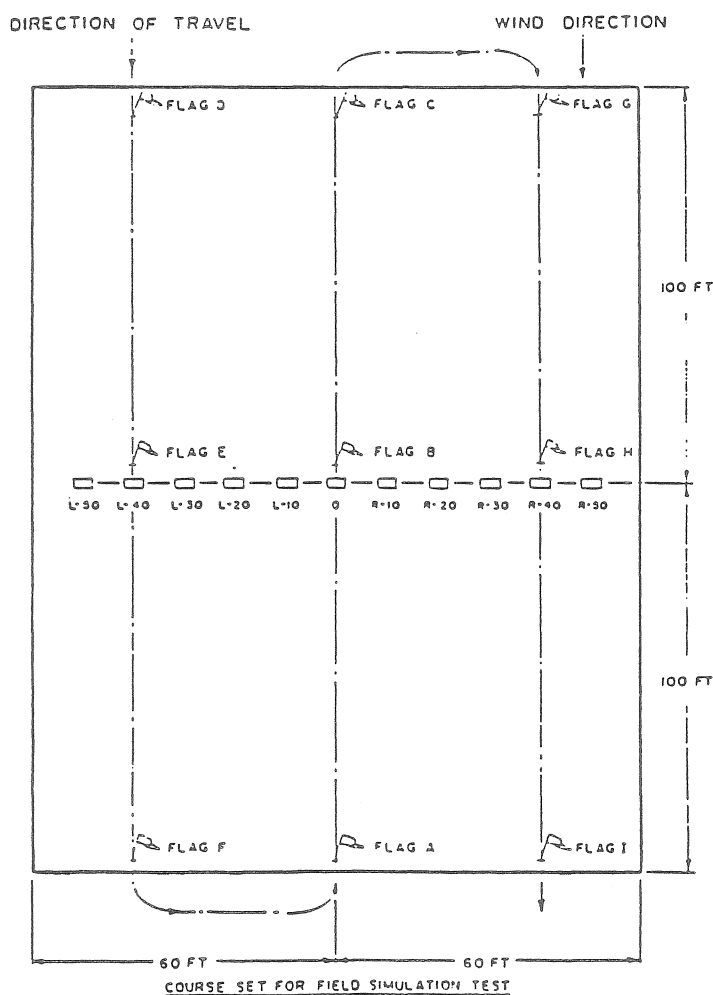 DIRECTION OF TRAVEL
WIND DIRECTION
FLAG D
FLAG C
FLAG G
100 FT
FLAG E
FLAG B
FLAG H
L-50 L-40 L-30 L-20 L-10 0 R-10 R-20 R-30 R-40 R-50
100 FT
FLAG F
FLAG A
FLAG I
60 FT
60 FT
COURSE SET FOR FIELD SIMULATION TEST